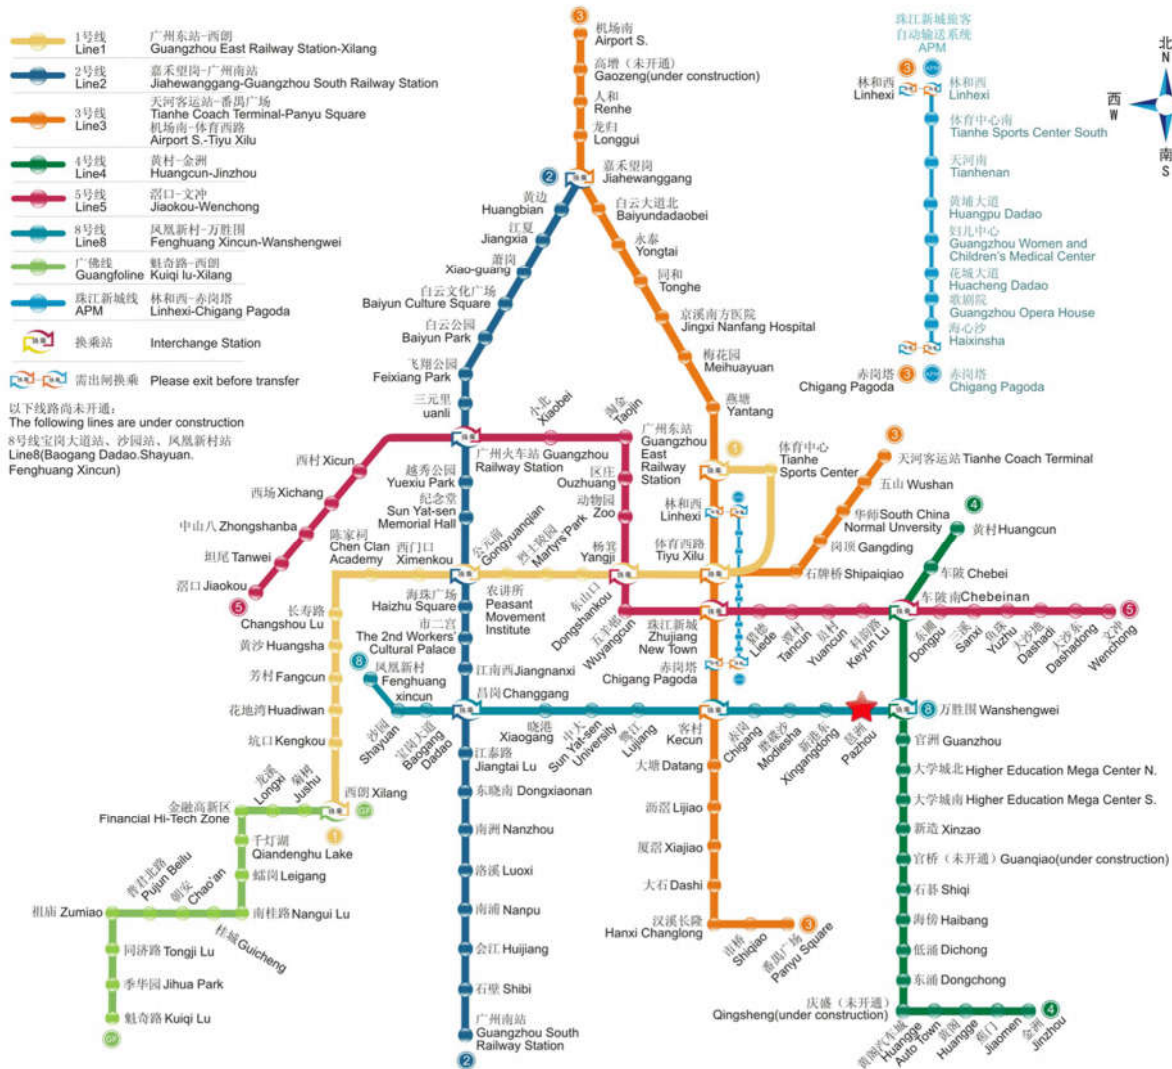 1号线 广州东站-西朗
Line1 Guangzhou East Railway Station-Xilang
2号线 嘉禾望岗-广州南站
Line2 Jiahewanggang-Guangzhou South Railway Station
3号线 天河客运站-番禺广场
Line3 Tianhe Coach Terminal-Panyu Square
机场南-体育西路
Airport S.-Tiyu Xilu
4号线 黄村-金洲
Line4 Huangcun-Jinzhou
5号线 滘口-文冲
Line5 Jiaokou-Wenchong
8号线 凤凰新村-万胜围
Line8 Fenghuang Xincun-Wanshengwei
广佛线 魁奇路-西朗
Guangfoline Kuiqi lu-Xilang
珠江新城线 林和西-赤岗塔
APM Linhexi-Chigang Pagoda
换乘站 Interchange Station
需出闸换乘 Please exit before transfer
以下线路尚未开通：
The following lines are under construction
8号线宝岗大道站、沙园站、凤凰新村站
Line8(Baogang Dadao.Shayuan.
Fenghuang Xincun)
3
机场南
Airport S.
高增（未开通）
Gaozeng(under construction)
人和
Renhe
龙归
Longgui
嘉禾望岗
Jiahewanggang
2
黄边
Huangbian
江夏
Jiangxia
萧岗
Xiao-guang
白云文化广场
Baiyun Culture Square
白云公园
Baiyun Park
飞翔公园
Feixiang Park
三元里
uanli
白云大道北
Baiyundadaobei
永泰
Yongtai
同和
Tonghe
京溪南方医院
Jingxi Nanfang Hospital
梅花园
Meihuayuan
燕塘
Yantang
珠江新城旅客
自动输送系统
APM
3
林和西
Linhexi
林和西
Linhexi
体育中心南
Tianhe Sports Center South
天河南
Tianhenan
黄埔大道
Huangpu Dadao
妇儿中心
Guangzhou Women and
Children's Medical Center
花城大道
Huacheng Dadao
歌剧院
Guangzhou Opera House
海心沙
Haixinsha
赤岗塔
Chigang Pagoda
3
赤岗塔
Chigang Pagoda
北
N
西
W
南
S
小北
Xiaobei
淘金
Taojin
广州火车站 Guangzhou
Railway Station
区庄
Ouzhuang
动物园
Zoo
杨箕
Yangji
广州东站
Guangzhou
East
Railway
Station
1
体育中心
Tianhe
Sports Center
林和西
Linhexi
体育西路
Tiyu Xilu
3
天河客运站 Tianhe Coach Terminal
五山 Wushan
华师South China
Normal Unversity
岗顶 Gangding
石牌桥 Shipaiqiao
4
黄村 Huangcun
车陂 Chebei
车陂南Chebeinan
西村 Xicun
西场 Xichang
中山八 Zhongshanba
坦尾 Tanwei
滘口 Jiaokou
5
越秀公园
Yuexiu Park
纪念堂
Sun Yat-sen
Memorial Hall
公元前
Gongyuanqian
烈士陵园
Martyrs'Park
陈家祠
Chen Clan
Academy
西门口
Ximenkou
农讲所
Peasant
Movement
Institute
东山口
Dongshankou
五羊邨
Wuyangcun
珠江新城
Zhujiang
New Town
猎德
Liede
潭村
Tancun
员村
Yuancun
科韵路
Keyun Lu
东圃
Dongpu
三溪
Sanxi
鱼珠
Yuzhu
大沙地
Dashadi
大沙东
Dashadong
文冲
Wenchong
5
长寿路
Changshou Lu
黄沙 Huangsha
芳村 Fangcun
花地湾 Huadiwan
坑口 Kengkou
西朗 Xilang
1
海珠广场
Haizhu Square
市二宫
The 2nd Workers'
Cultural Palace
江南西Jiangnanxi
昌岗 Changgang
8
凤凰新村
Fenghuang
xincun
沙园
Shayuan
宝岗大道
Baogang
Dadao
晓港
Xiaogang
中大
Sun Yat-sen
University
鹭江
Lujiang
客村
Kecun
赤岗塔
Chigang Pagoda
赤岗
Chigang
磨碟沙
Modiesha
新港东
Xingangdong
琶洲
Pazhou
8 万胜围 Wanshengwei
江泰路
Jiangtai Lu
东晓南 Dongxiaonan
南洲 Nanzhou
洛溪 Luoxi
南浦 Nanpu
会江 Huijiang
石壁 Shibi
广州南站
Guangzhou South
Railway Station
2
大塘 Datang
沥滘 Lijiao
厦滘 Xiajiao
大石 Dashi
汉溪长隆
Hanxi Changlong
市桥
Shiqiao
番禺广场
Panyu Square
3
官洲 Guanzhou
大学城北 Higher Education Mega Center N.
大学城南 Higher Education Mega Center S.
新造 Xinzao
官桥（未开通）Guanqiao(under construction)
石碁 Shiqi
海傍 Haibang
低涌 Dichong
东涌 Dongchong
庆盛（未开通）
Qingsheng(under construction)
黄阁汽车城
Huangge
Auto Town
黄阁
Huangge
蕉门
Jiaomen
金洲
Jinzhou
4
龙溪
Longxi
菊树
Jushu
GF
金融高新区
Financial Hi-Tech Zone
千灯湖
Qiandenghu Lake
蠕岗 Leigang
南桂路 Nangui Lu
桂城
Guicheng
朝安
Chao'an
普君北路
Pujun Beilu
祖庙 Zumiao
同济路 Tongji Lu
季华园 Jihua Park
魁奇路 Kuiqi Lu
GF